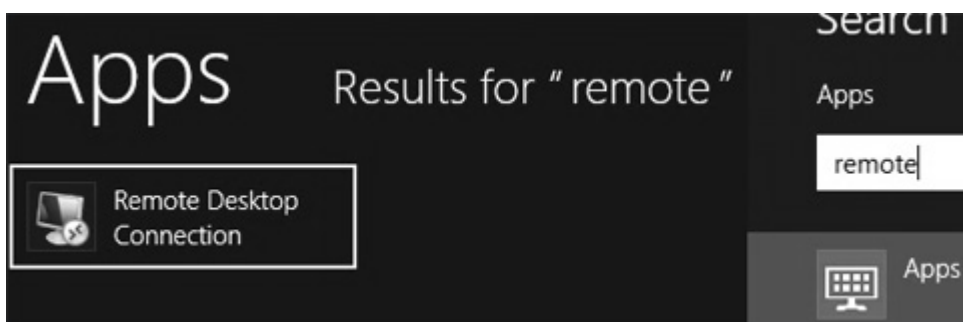 Apps
Results for “remote”
Remote Desktop
Connection
Search
Apps
remote
Apps